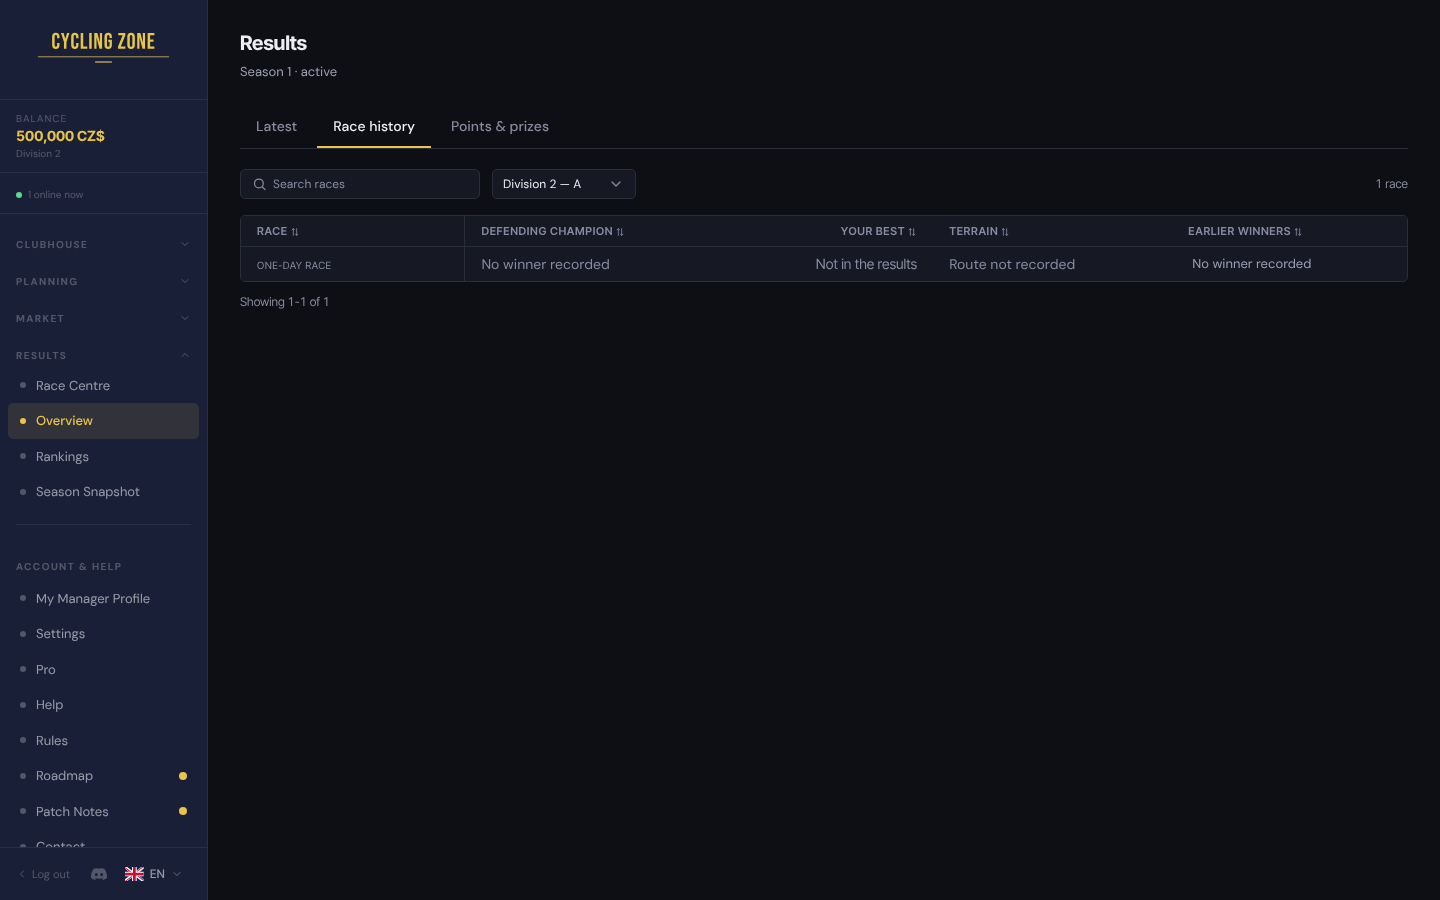 CYCLING ZONE
BALANCE
500,000 CZ$
Division 2
1 online now
CLUBHOUSE
PLANNING
MARKET
RESULTS
Race Centre
Overview
Rankings
Season Snapshot
ACCOUNT & HELP
My Manager Profile
Settings
Pro
Help
Rules
Roadmap
Patch Notes
Contact
Log out EN
Results
Season 1 · active
Latest Race history Points & prizes
Search races Division 2 — A 1 race
RACE DEFENDING CHAMPION YOUR BEST TERRAIN EARLIER WINNERS
ONE-DAY RACE No winner recorded Not in the results Route not recorded No winner recorded
Showing 1-1 of 1